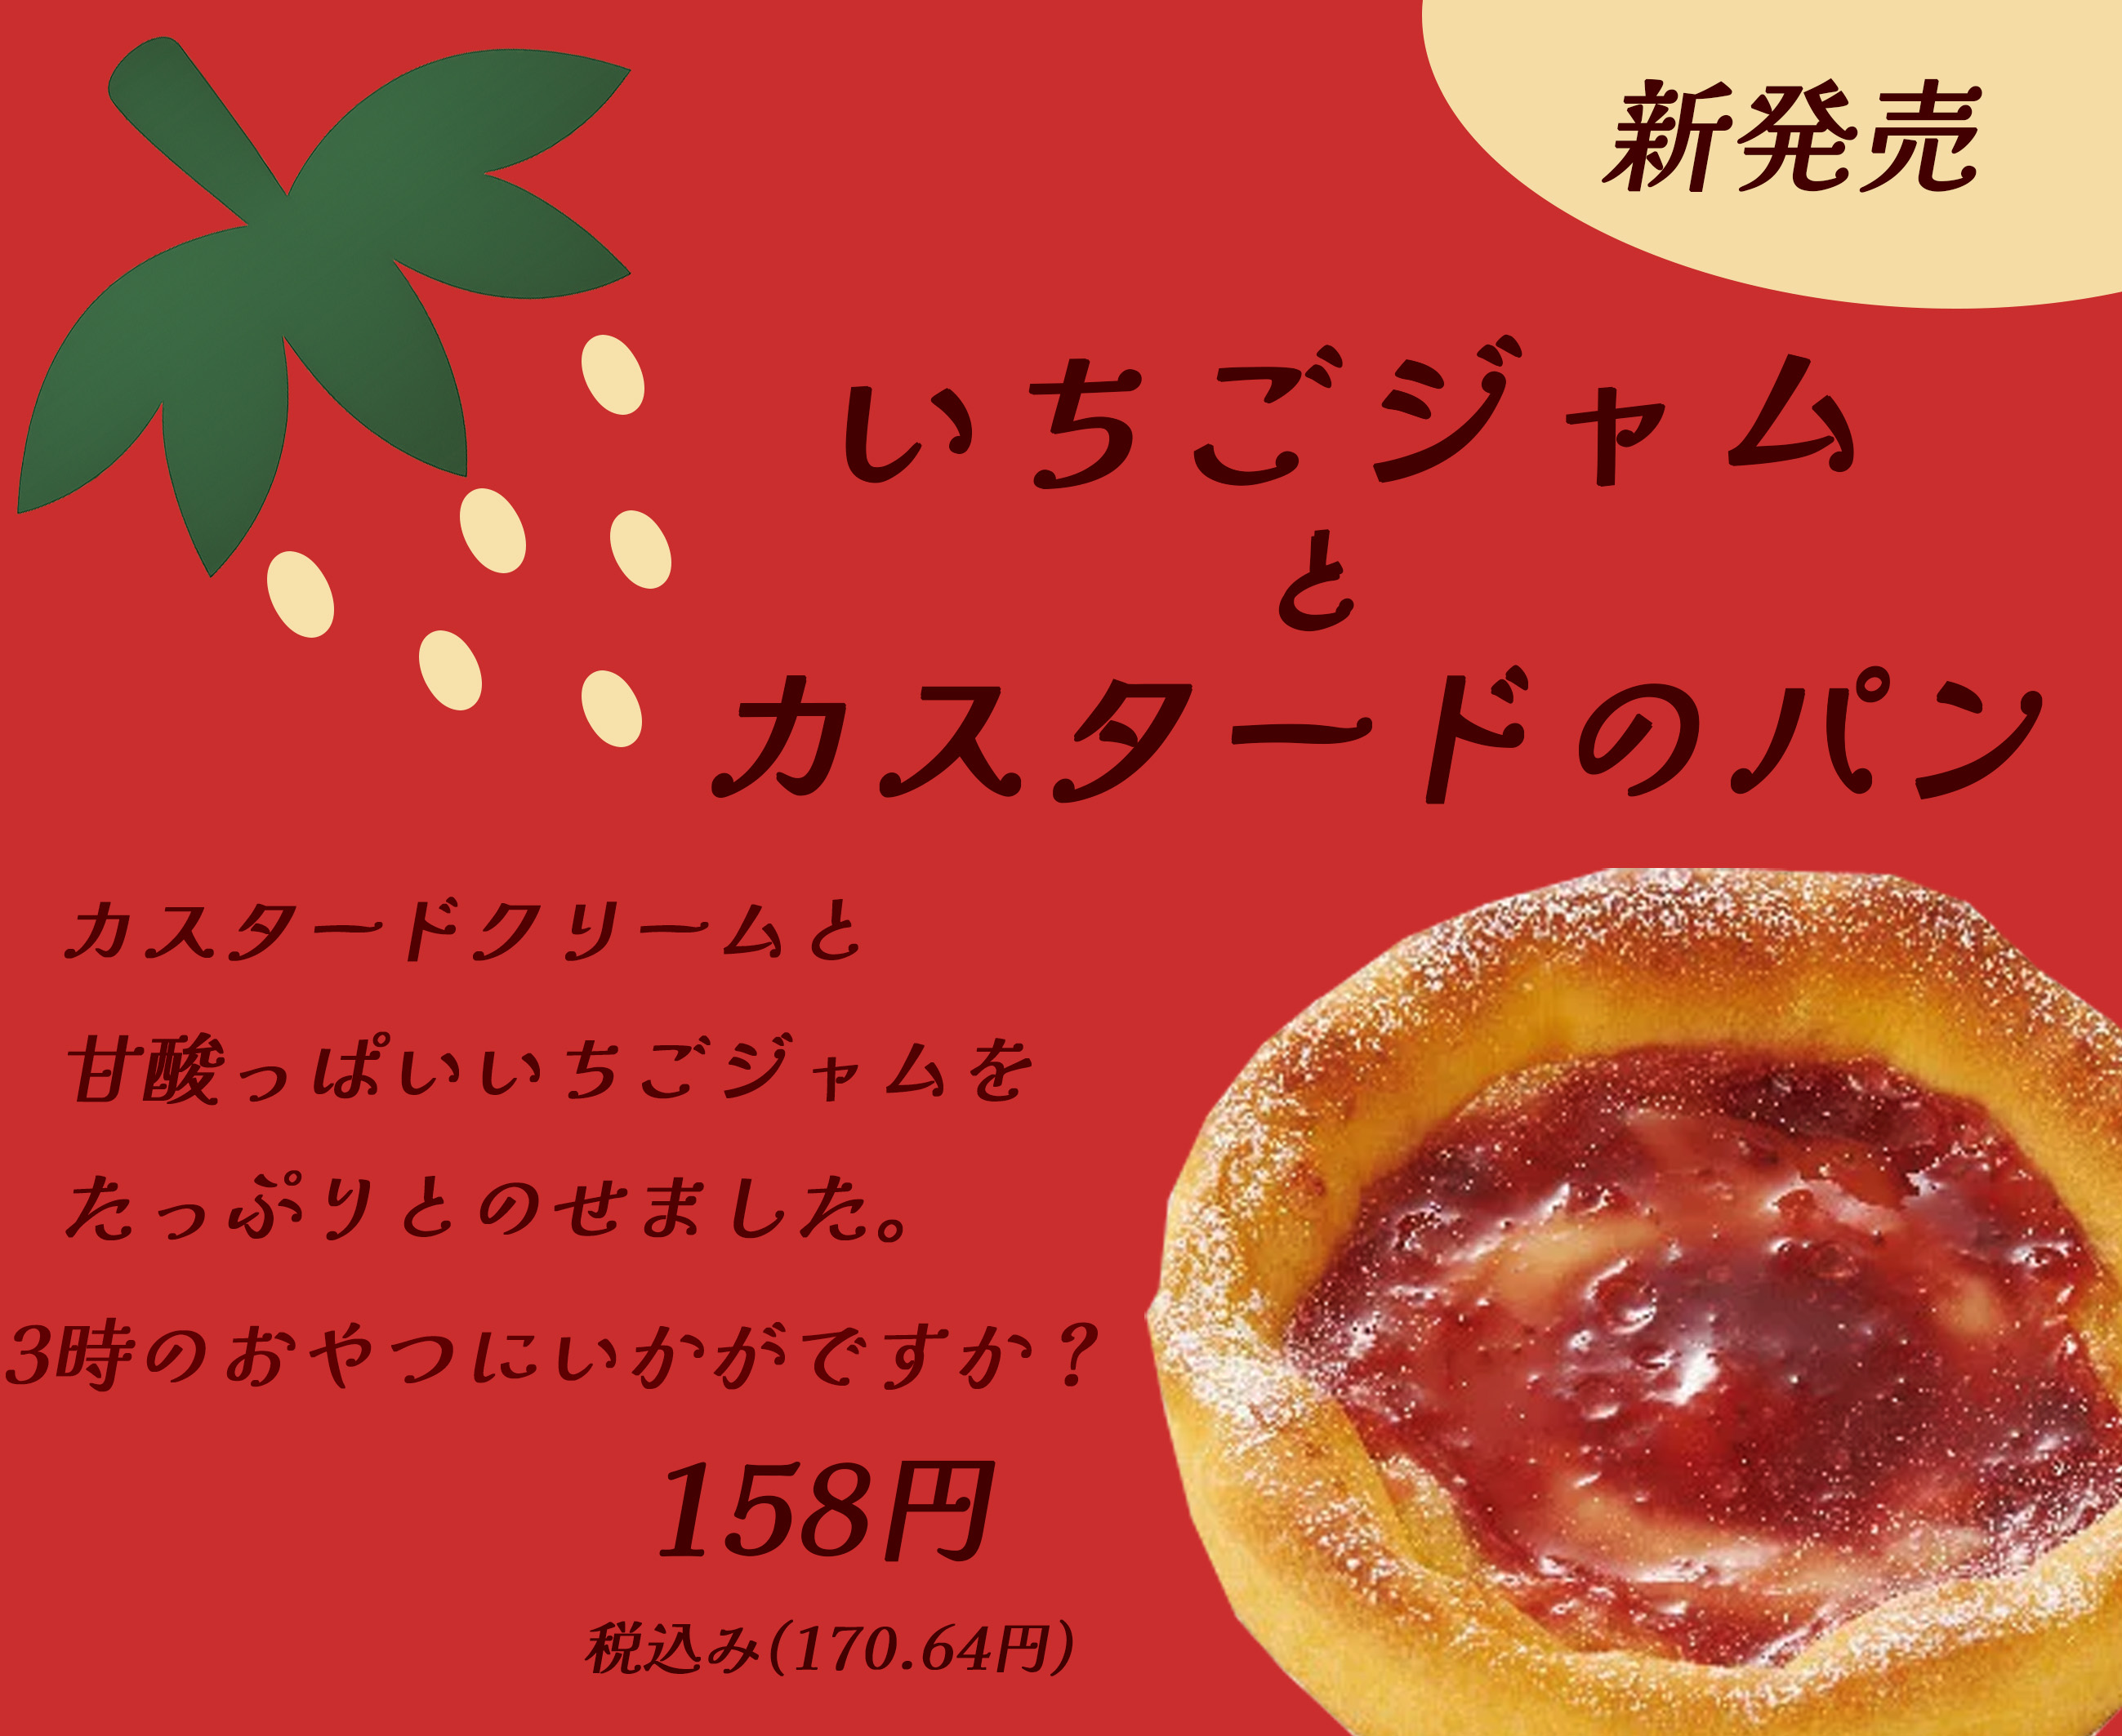 新発売
いちごジャム
と
カスタードのパン
カスタードクリームと
甘酸っぱいいちごジャムを
たっぷりとのせました。
3時のおやつにいかがですか？
158円
税込み(170.64円)